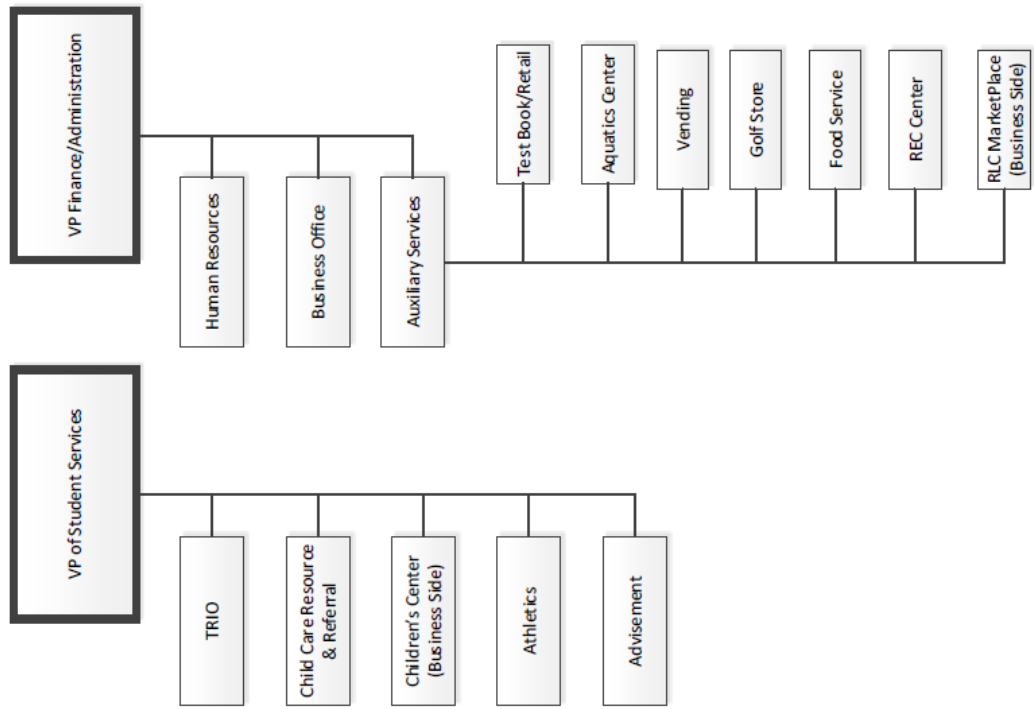 VP of Student Services
TRIO
Child Care Resource
& Referral
Children's Center
(Business Side)
Athletics
Advisement
VP Finance/Administration
Human Resources
Business Office
Auxiliary Services
Test Book/Retail
Aquatics Center
Vending
Golf Store
Food Service
REC Center
RLC MarketPlace
(Business Side)